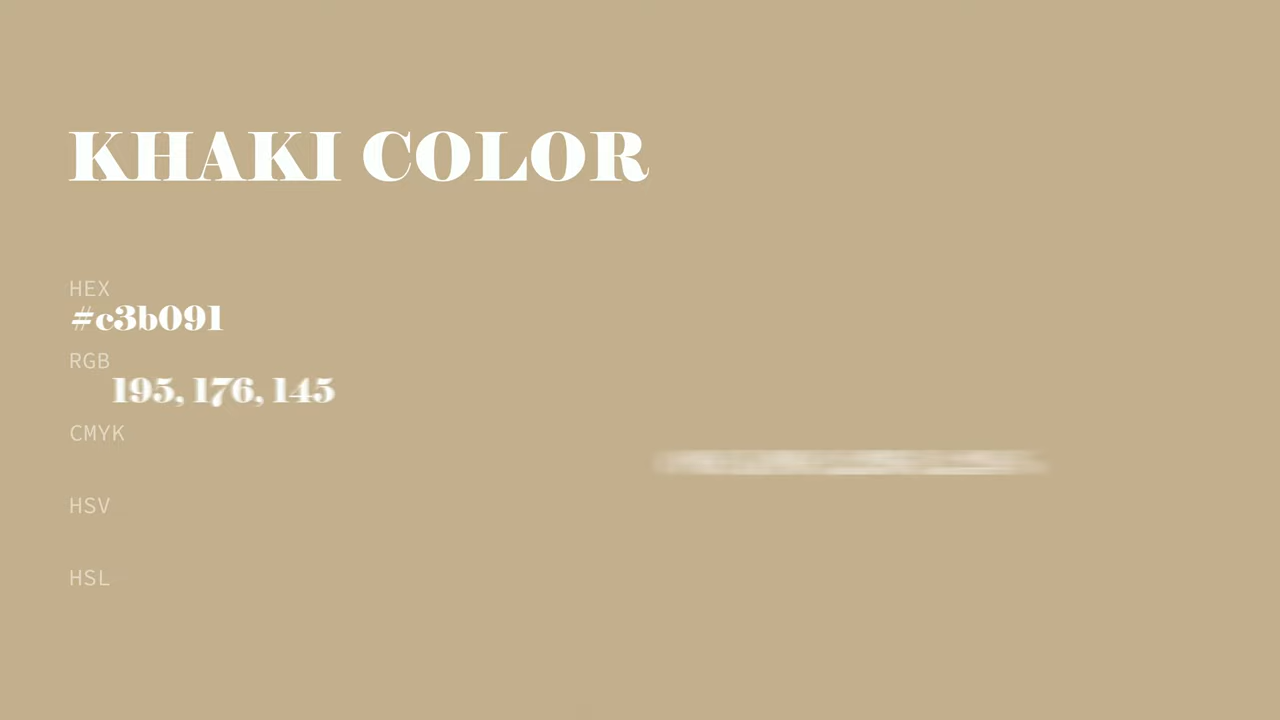 KHAKI COLOR
HEX
#c3b091
RGB
195, 176, 145
CMYK
HSV
HSL